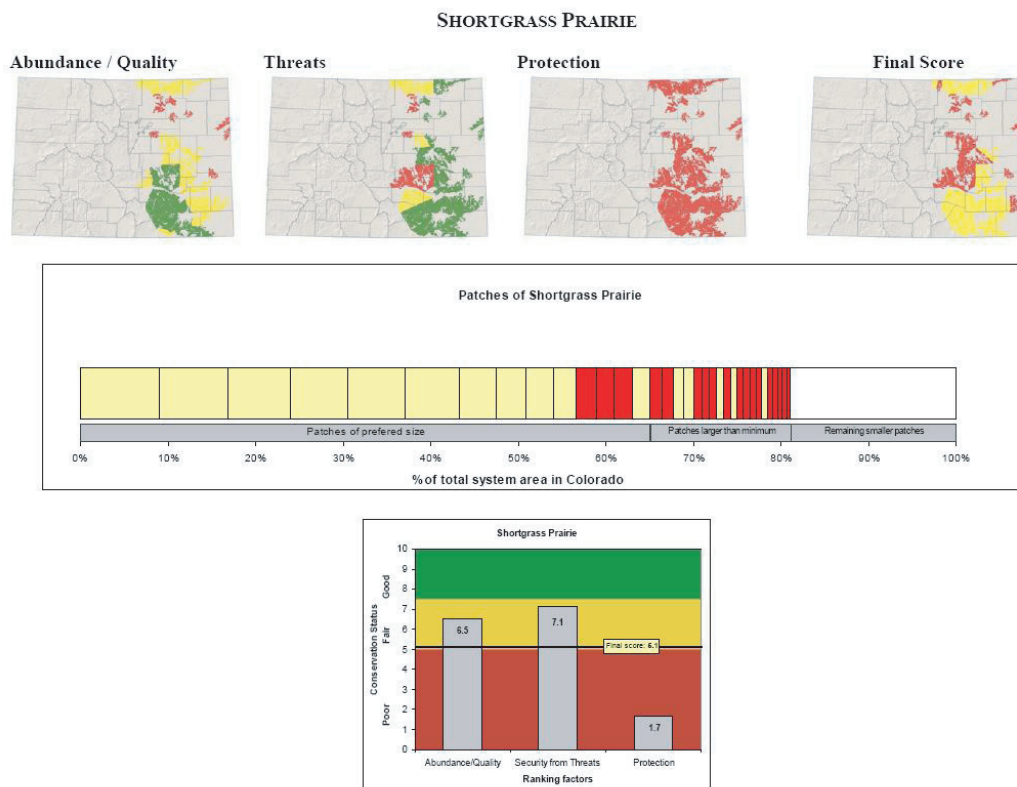 SHORTGRASS PRAIRIE
Abundance / Quality
Threats
Protection
Final Score
Patches of Shortgrass Prairie
Patches of prefered size
Patches larger than minimum
Remaining smaller patches
0% 10% 20% 30% 40% 50% 60% 70% 80% 90% 100%
% of total system area in Colorado
Shortgrass Prairie
Conservation Status
Good
Fair
Poor
10
9
8
7
6
5
4
3
2
1
0
6.5
7.1
Final score: 5.1
1.7
Abundance/Quality Security from Threats Protection
Ranking factors